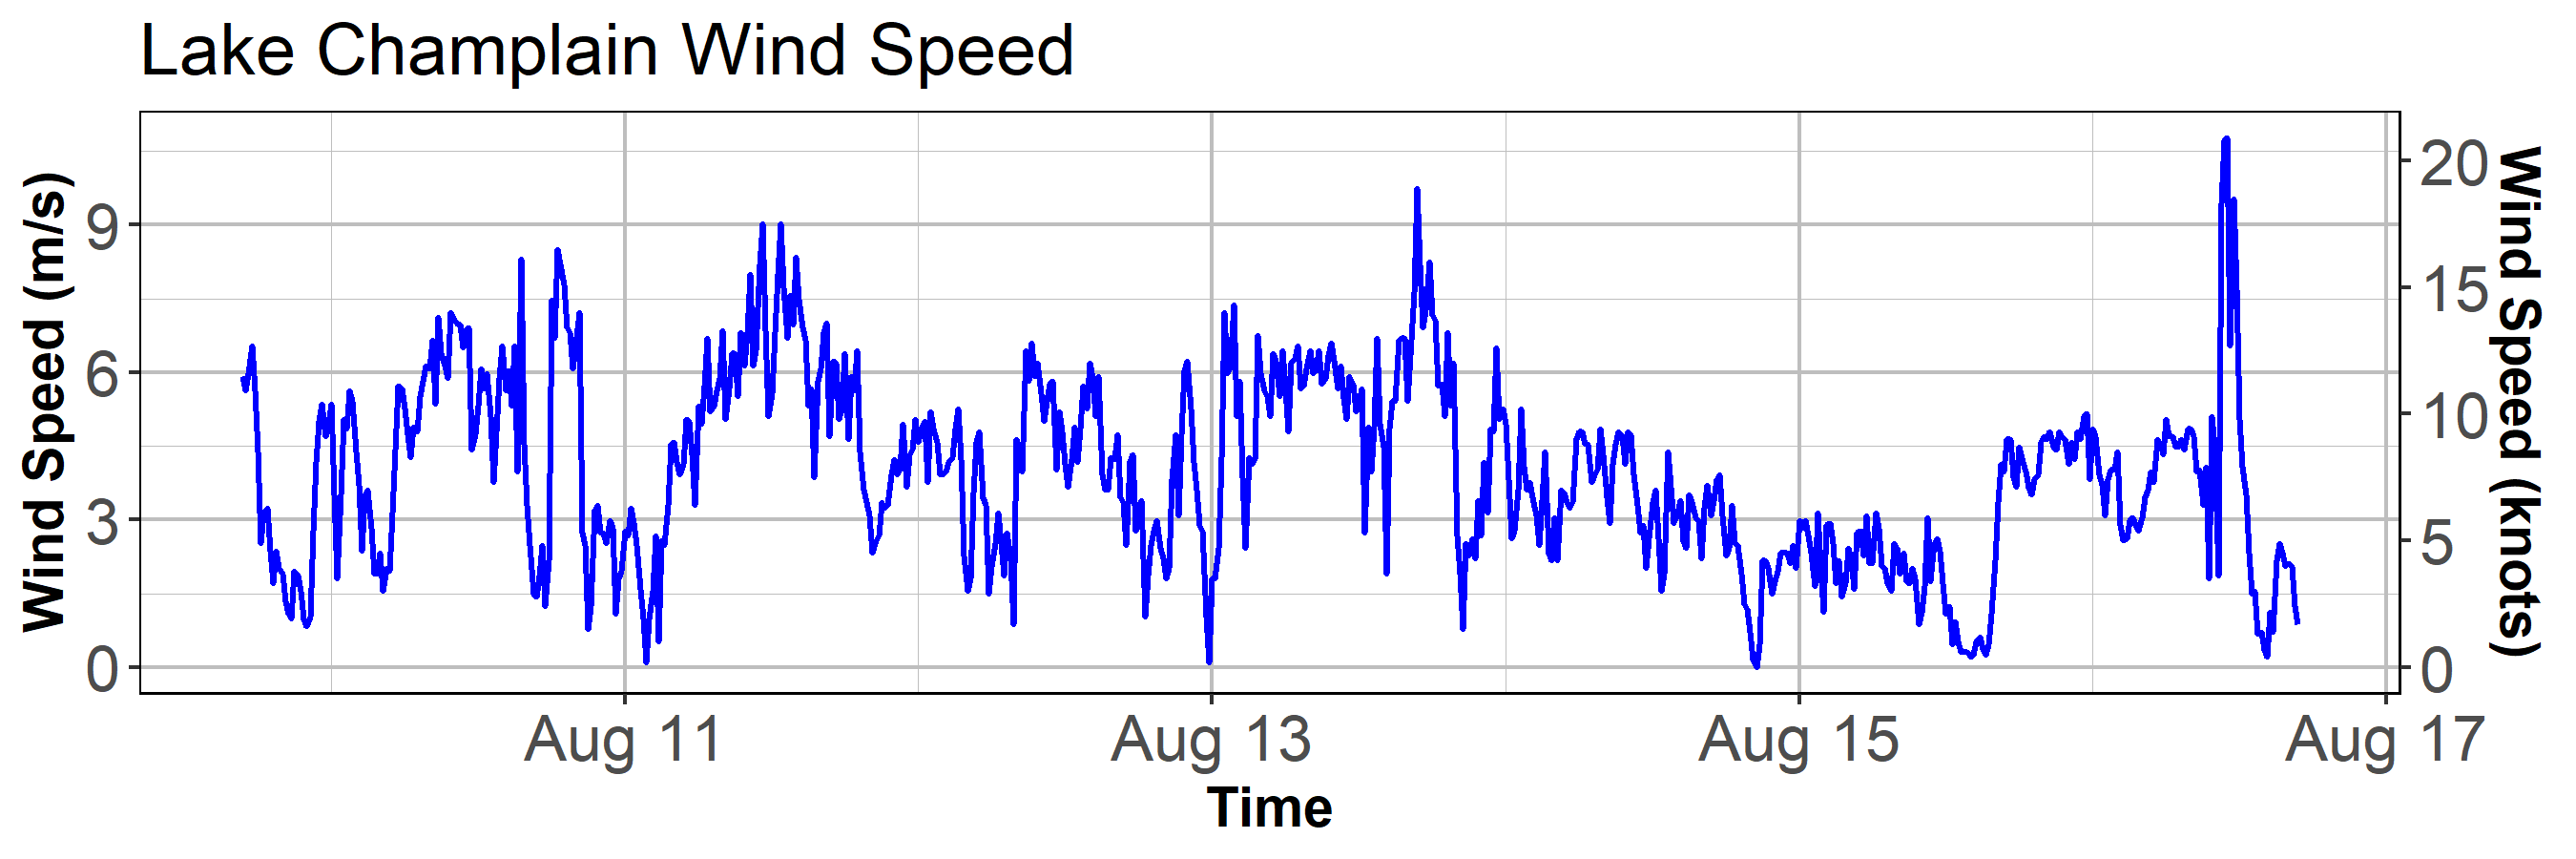 Lake Champlain Wind Speed
Wind Speed (m/s)
9
6
3
0
20
15
10
5
0
Wind Speed (knots)
Aug 11 Aug 13 Aug 15 Aug 17
Time